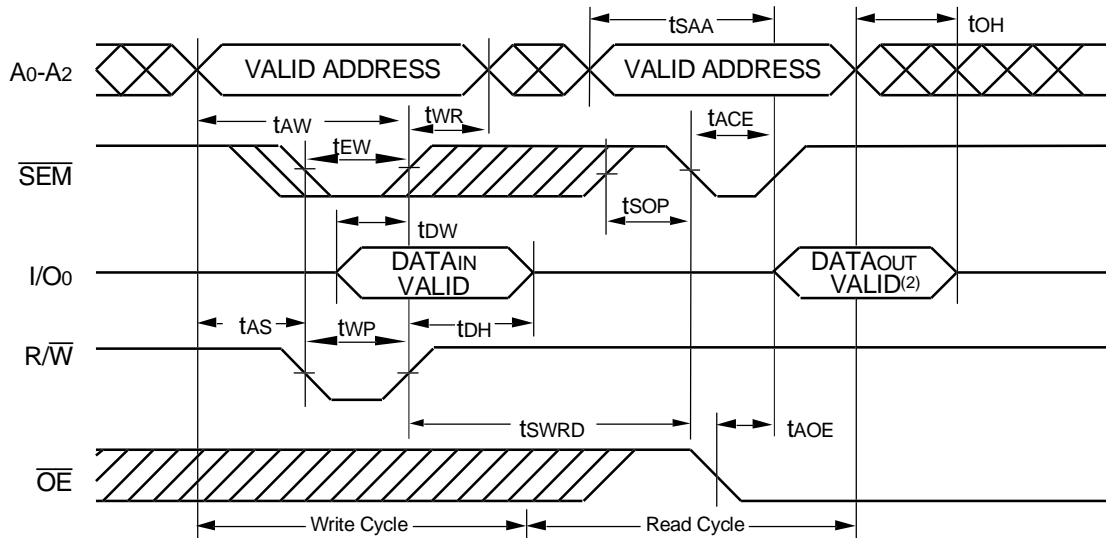 tSAA
tOH
A0-A2
VALID ADDRESS
VALID ADDRESS
tAW
tWR
tACE
tEW
SEM
tSOP
tDW
I/O0
DATAIN
VALID
DATAOUT
VALID(2)
tAS
tWP
tDH
R/W
tSWRD
tAOE
OE
Write Cycle
Read Cycle